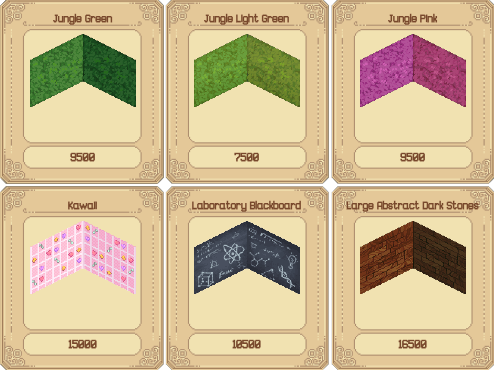 Jungle Green
Jungle Light Green
Jungle Pink
9500
7500
9500
Kawaii
Laboratory Blackboard
Large Abstract Dark Stones
15000
10500
16500